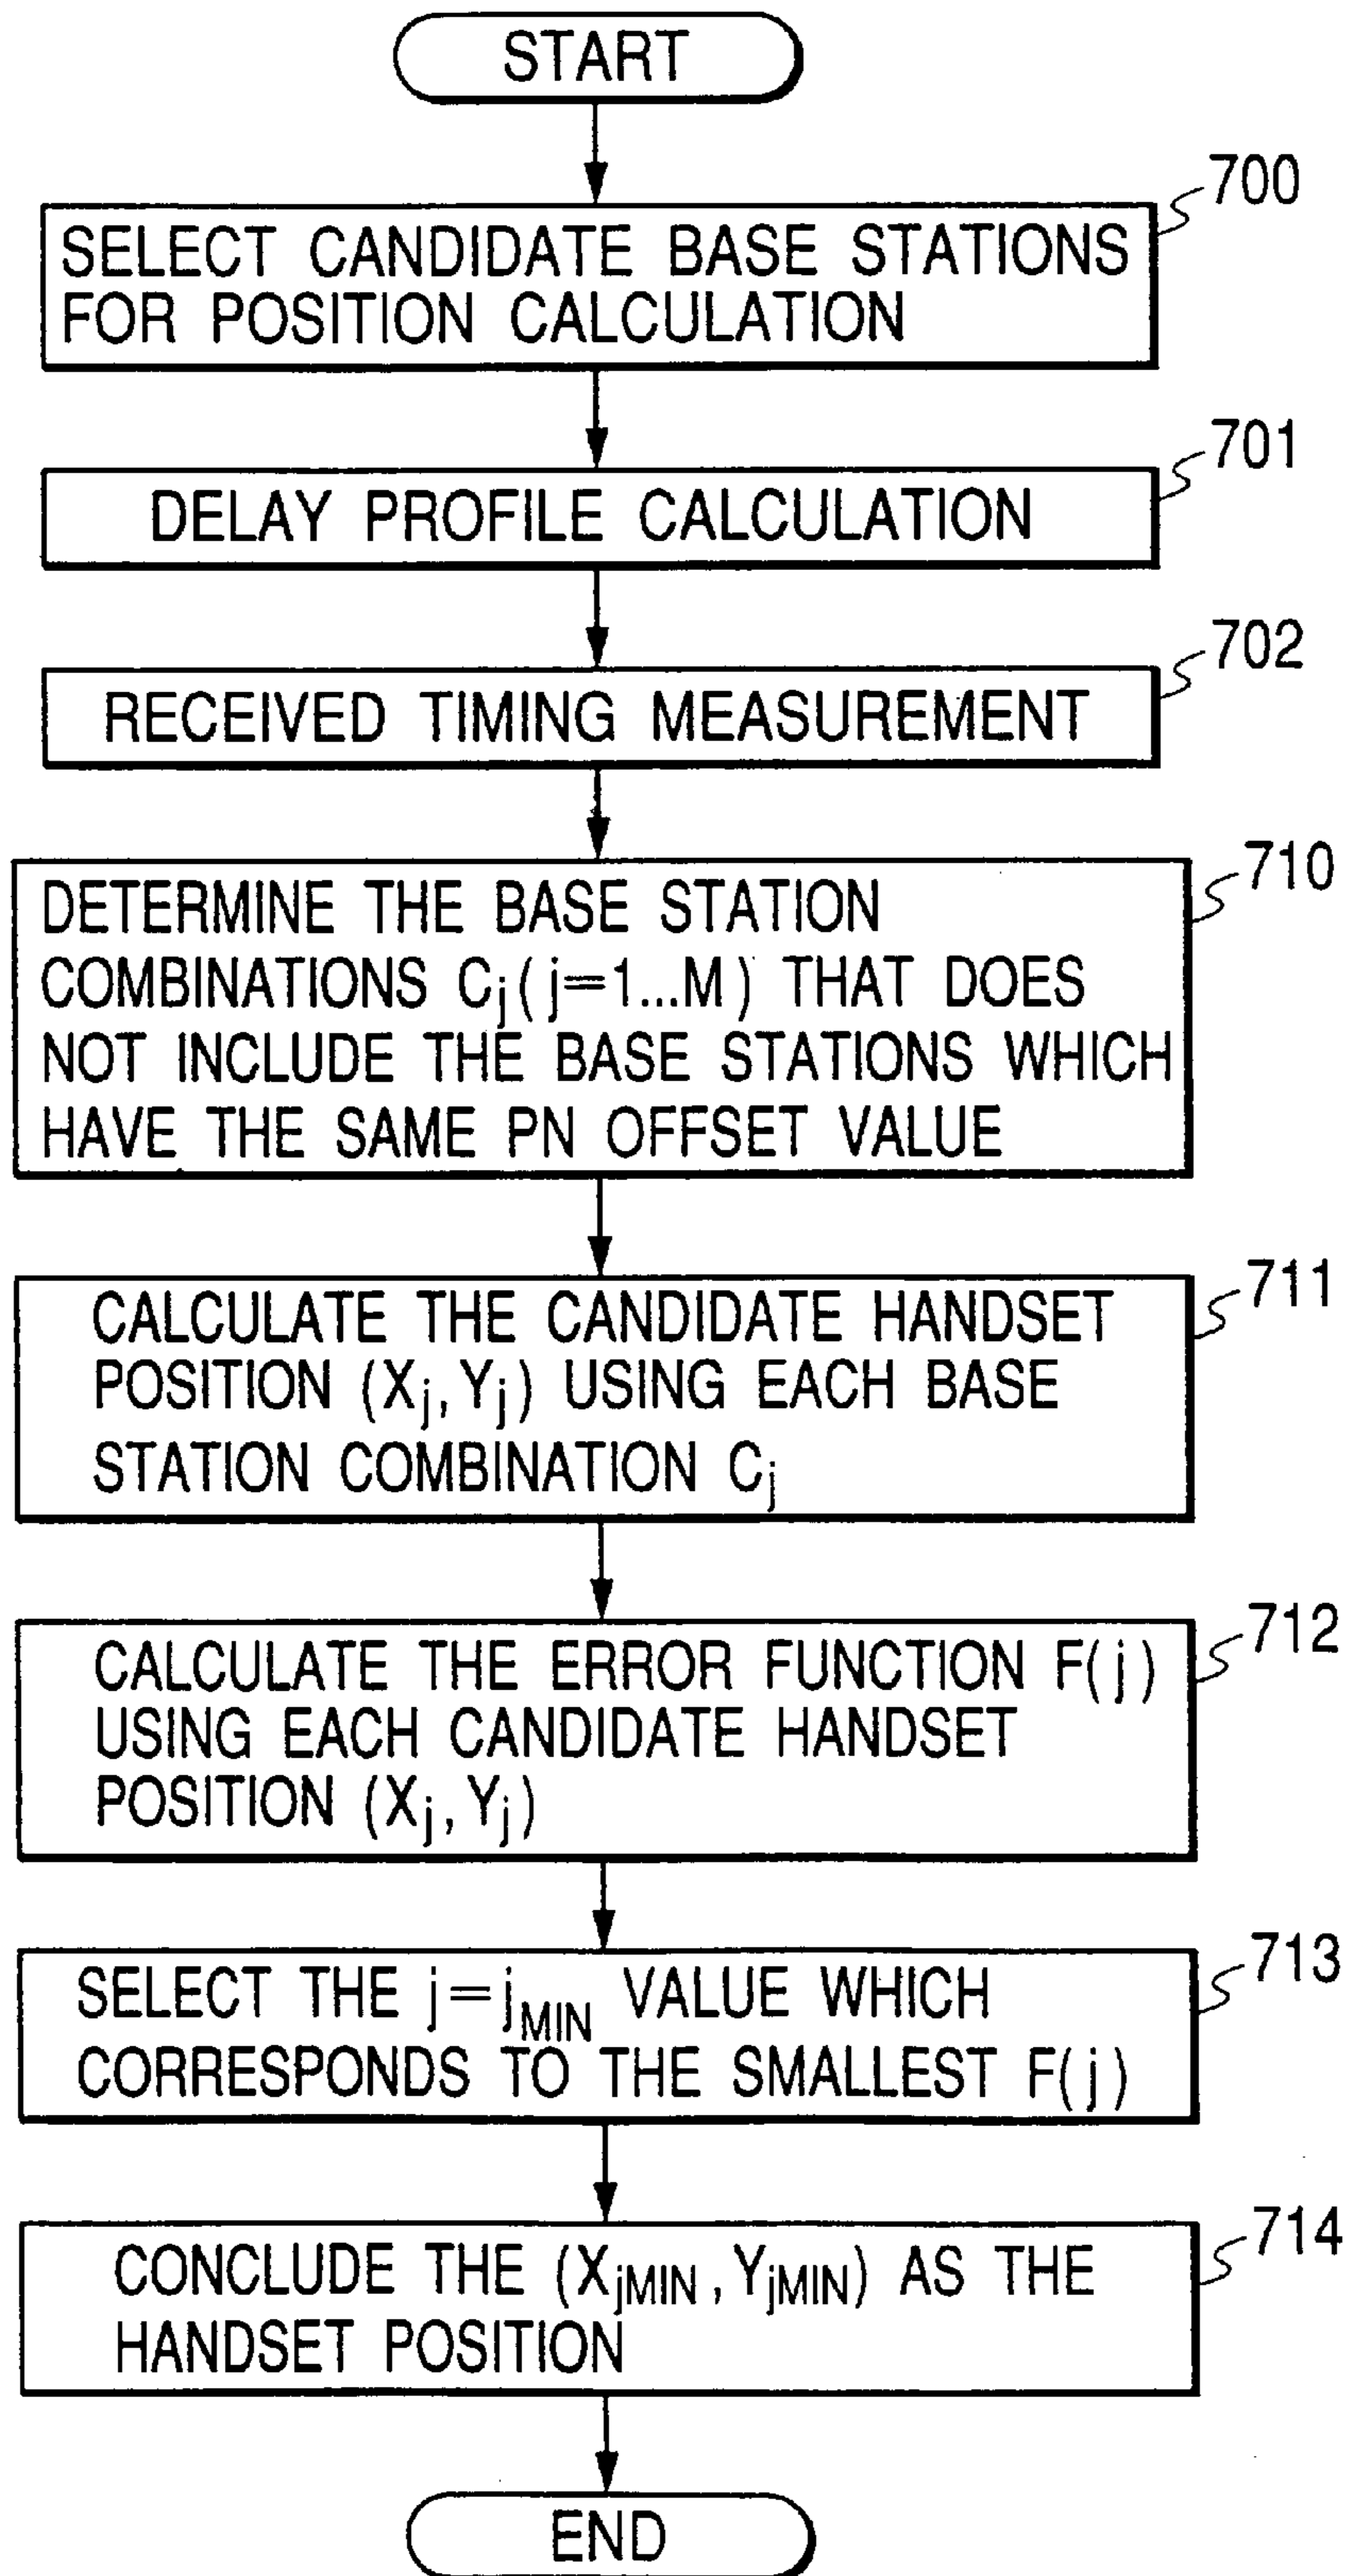 START
700
SELECT CANDIDATE BASE STATIONS
FOR POSITION CALCULATION
701
DELAY PROFILE CALCULATION
702
RECEIVED TIMING MEASUREMENT
710
DETERMINE THE BASE STATION
COMBINATIONS Cj(j=1...M) THAT DOES
NOT INCLUDE THE BASE STATIONS WHICH
HAVE THE SAME PN OFFSET VALUE
711
CALCULATE THE CANDIDATE HANDSET
POSITION (Xj, Yj) USING EACH BASE
STATION COMBINATION Cj
712
CALCULATE THE ERROR FUNCTION F(j)
USING EACH CANDIDATE HANDSET
POSITION (Xj, Yj)
713
SELECT THE j=jMIN VALUE WHICH
CORRESPONDS TO THE SMALLEST F(j)
714
CONCLUDE THE (XjMIN, YjMIN) AS THE
HANDSET POSITION
END